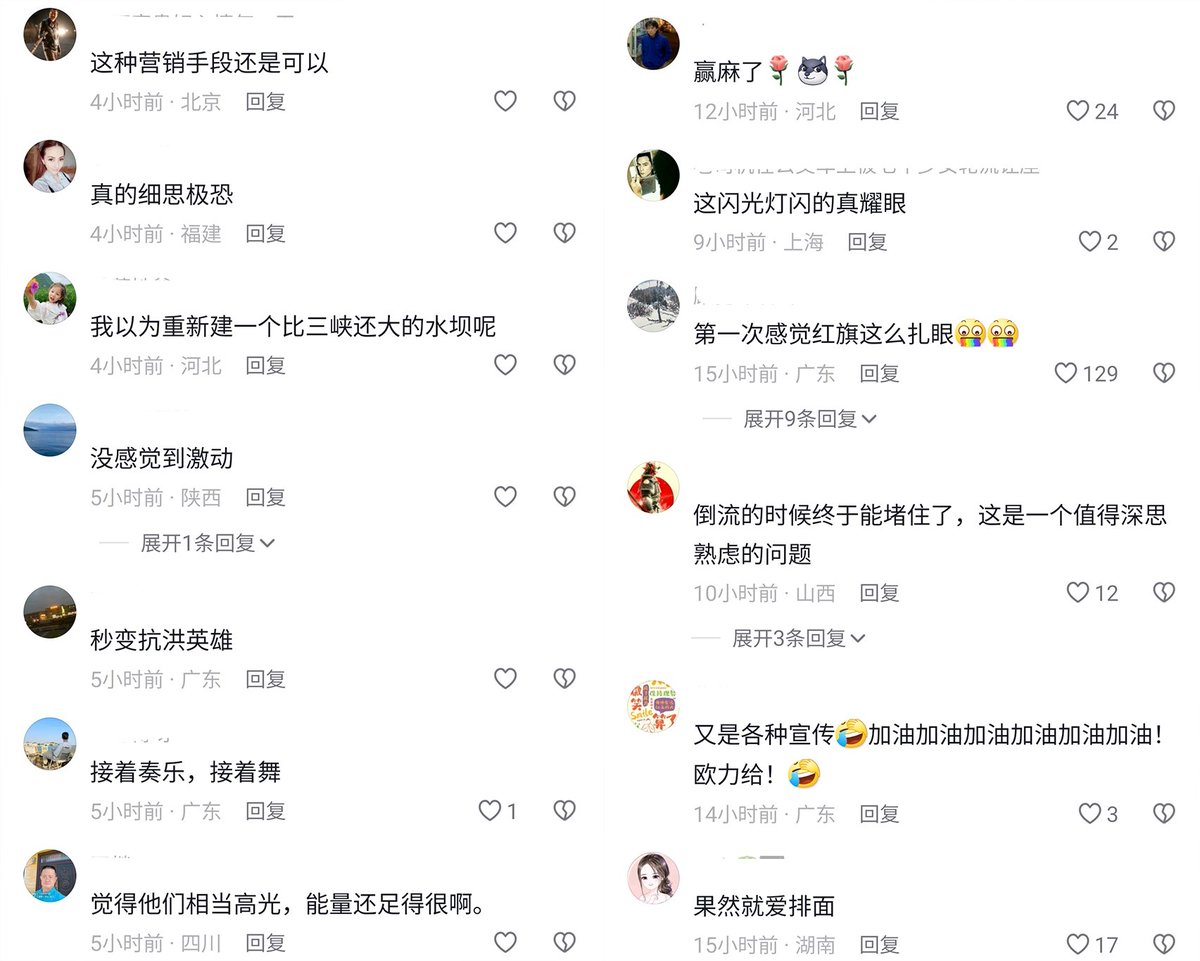 这种营销手段还是可以
4小时前 · 北京 回复
真的细思极恐
4小时前 · 福建 回复
我以为重新建一个比三峡还大的水坝呢
4小时前 · 河北 回复
没感觉到激动
5小时前 · 陕西 回复
展开1条回复
秒变抗洪英雄
5小时前 · 广东 回复
接着奏乐，接着舞
5小时前 · 广东 回复 1
觉得他们相当高光，能量还足得很啊。
5小时前 · 四川 回复
赢麻了
12小时前 · 河北 回复 24
这闪光灯闪的真耀眼
9小时前 · 上海 回复 2
第一次感觉红旗这么扎眼
15小时前 · 广东 回复 129
展开9条回复
倒流的时候终于能堵住了，这是一个值得深思
熟虑的问题
10小时前 · 山西 回复 12
展开3条回复
又是各种宣传🤣加油加油加油加油加油加油！
欧力给！🤣
14小时前 · 广东 回复 3
果然就爱排面
15小时前 · 湖南 回复 17